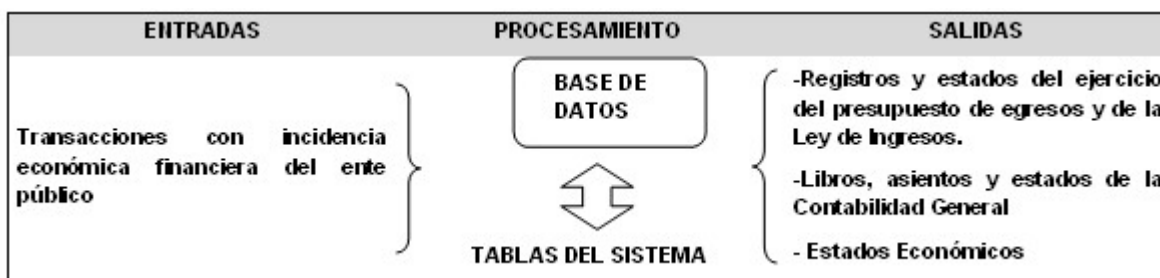 ENTRADAS PROCESAMIENTO SALIDAS
Transacciones con incidencia
económica financiera del ente
público
BASE DE
DATOS
TABLAS DEL SISTEMA
-Registros y estados del ejercicio
del presupuesto de egresos y de la
Ley de Ingresos.
-Libros, asientos y estados de la
Contabilidad General
- Estados Económicos